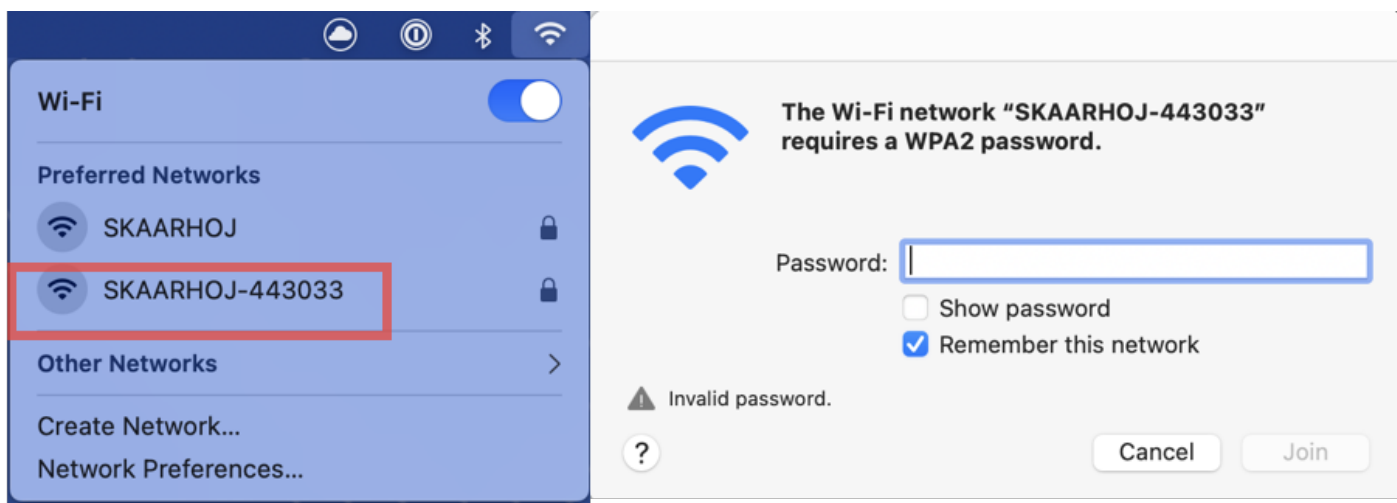 Wi-Fi
Preferred Networks
SKAARHOJ
SKAARHOJ-443033
Other Networks
Create Network...
Network Preferences...
The Wi-Fi network “SKAARHOJ-443033”
requires a WPA2 password.
Password:
Show password
Remember this network
Invalid password.
?
Cancel
Join